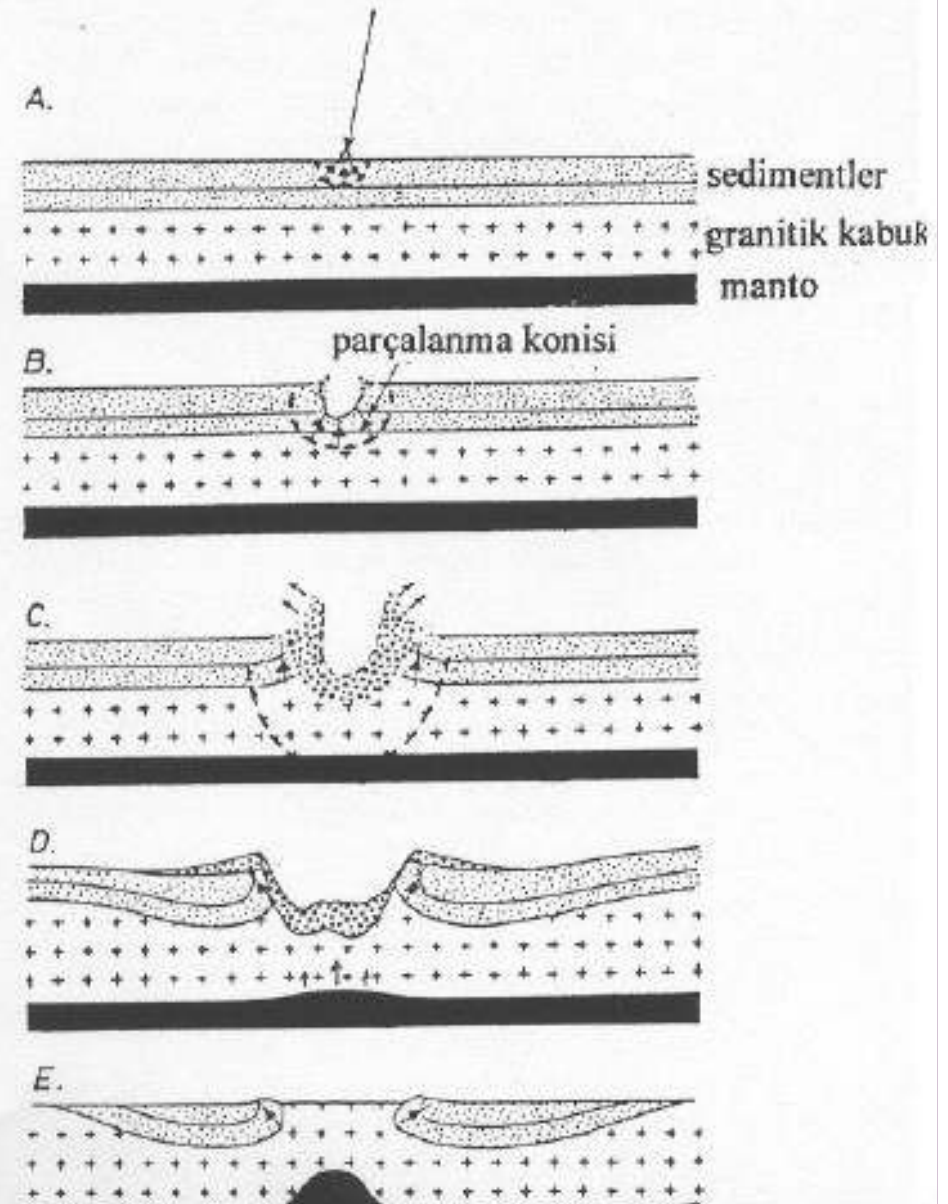 A.
sedimentler
granitik kabuk
manto
B.
parçalanma konisi
C.
D.
E.